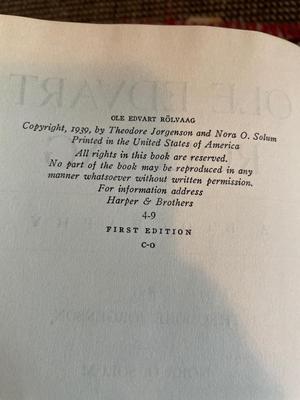 OLE EDVART RÖLVAAG
Copyright, 1939, by Theodore Jorgenson and Nora O. Solum
Printed in the United States of America
All rights in this book are reserved.
No part of the book may be reproduced in any
manner whatsoever without written permission.
For information address
Harper & Brothers
4-9
FIRST EDITION
C-O